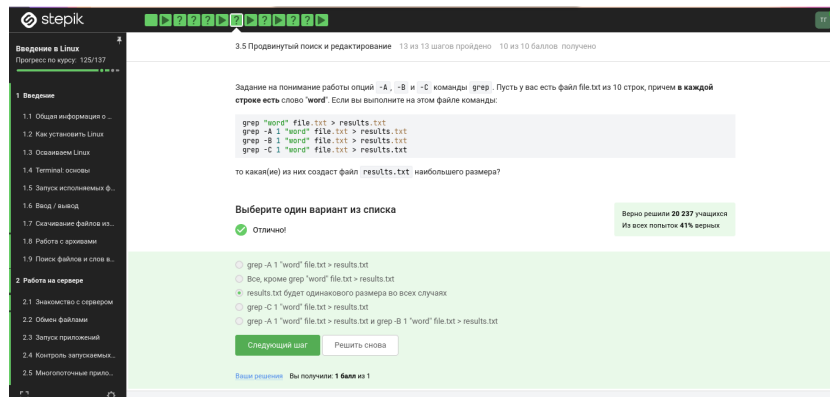 stepik
ТГ
Введение в Linux
Прогресс по курсу: 125/137
3.5 Продвинутый поиск и редактирование 13 из 13 шагов пройдено 10 из 10 баллов получено
1 Введение
1.1 Общая информация о ...
1.2 Как установить Linux
1.3 Осваиваем Linux
1.4 Terminal: основы
1.5 Запуск исполняемых ф...
1.6 Ввод / вывод
1.7 Скачивание файлов из...
1.8 Работа с архивами
1.9 Поиск файлов и слов в...
2 Работа на сервере
2.1 Знакомство с сервером
2.2 Обмен файлами
2.3 Запуск приложений
2.4 Контроль запускаемых...
2.5 Многопоточные прило...
Задание на понимание работы опций -A , -B и -C команды grep . Пусть у вас есть файл file.txt из 10 строк, причем в каждой
строке есть слово "word". Если вы выполните на этом файле команды:
grep "word" file.txt > results.txt
grep -A 1 "word" file.txt > results.txt
grep -B 1 "word" file.txt > results.txt
grep -C 1 "word" file.txt > results.txt
то какая(ие) из них создаст файл results.txt наибольшего размера?
Выберите один вариант из списка
Отлично!
Верно решили 20 237 учащихся
Из всех попыток 41% верных
grep -A 1 "word" file.txt > results.txt
Все, кроме grep "word" file.txt > results.txt
results.txt будет одинакового размера во всех случаях
grep -C 1 "word" file.txt > results.txt
grep -A 1 "word" file.txt > results.txt и grep -B 1 "word" file.txt > results.txt
Следующий шаг Решить снова
Ваши решения Вы получили: 1 балл из 1